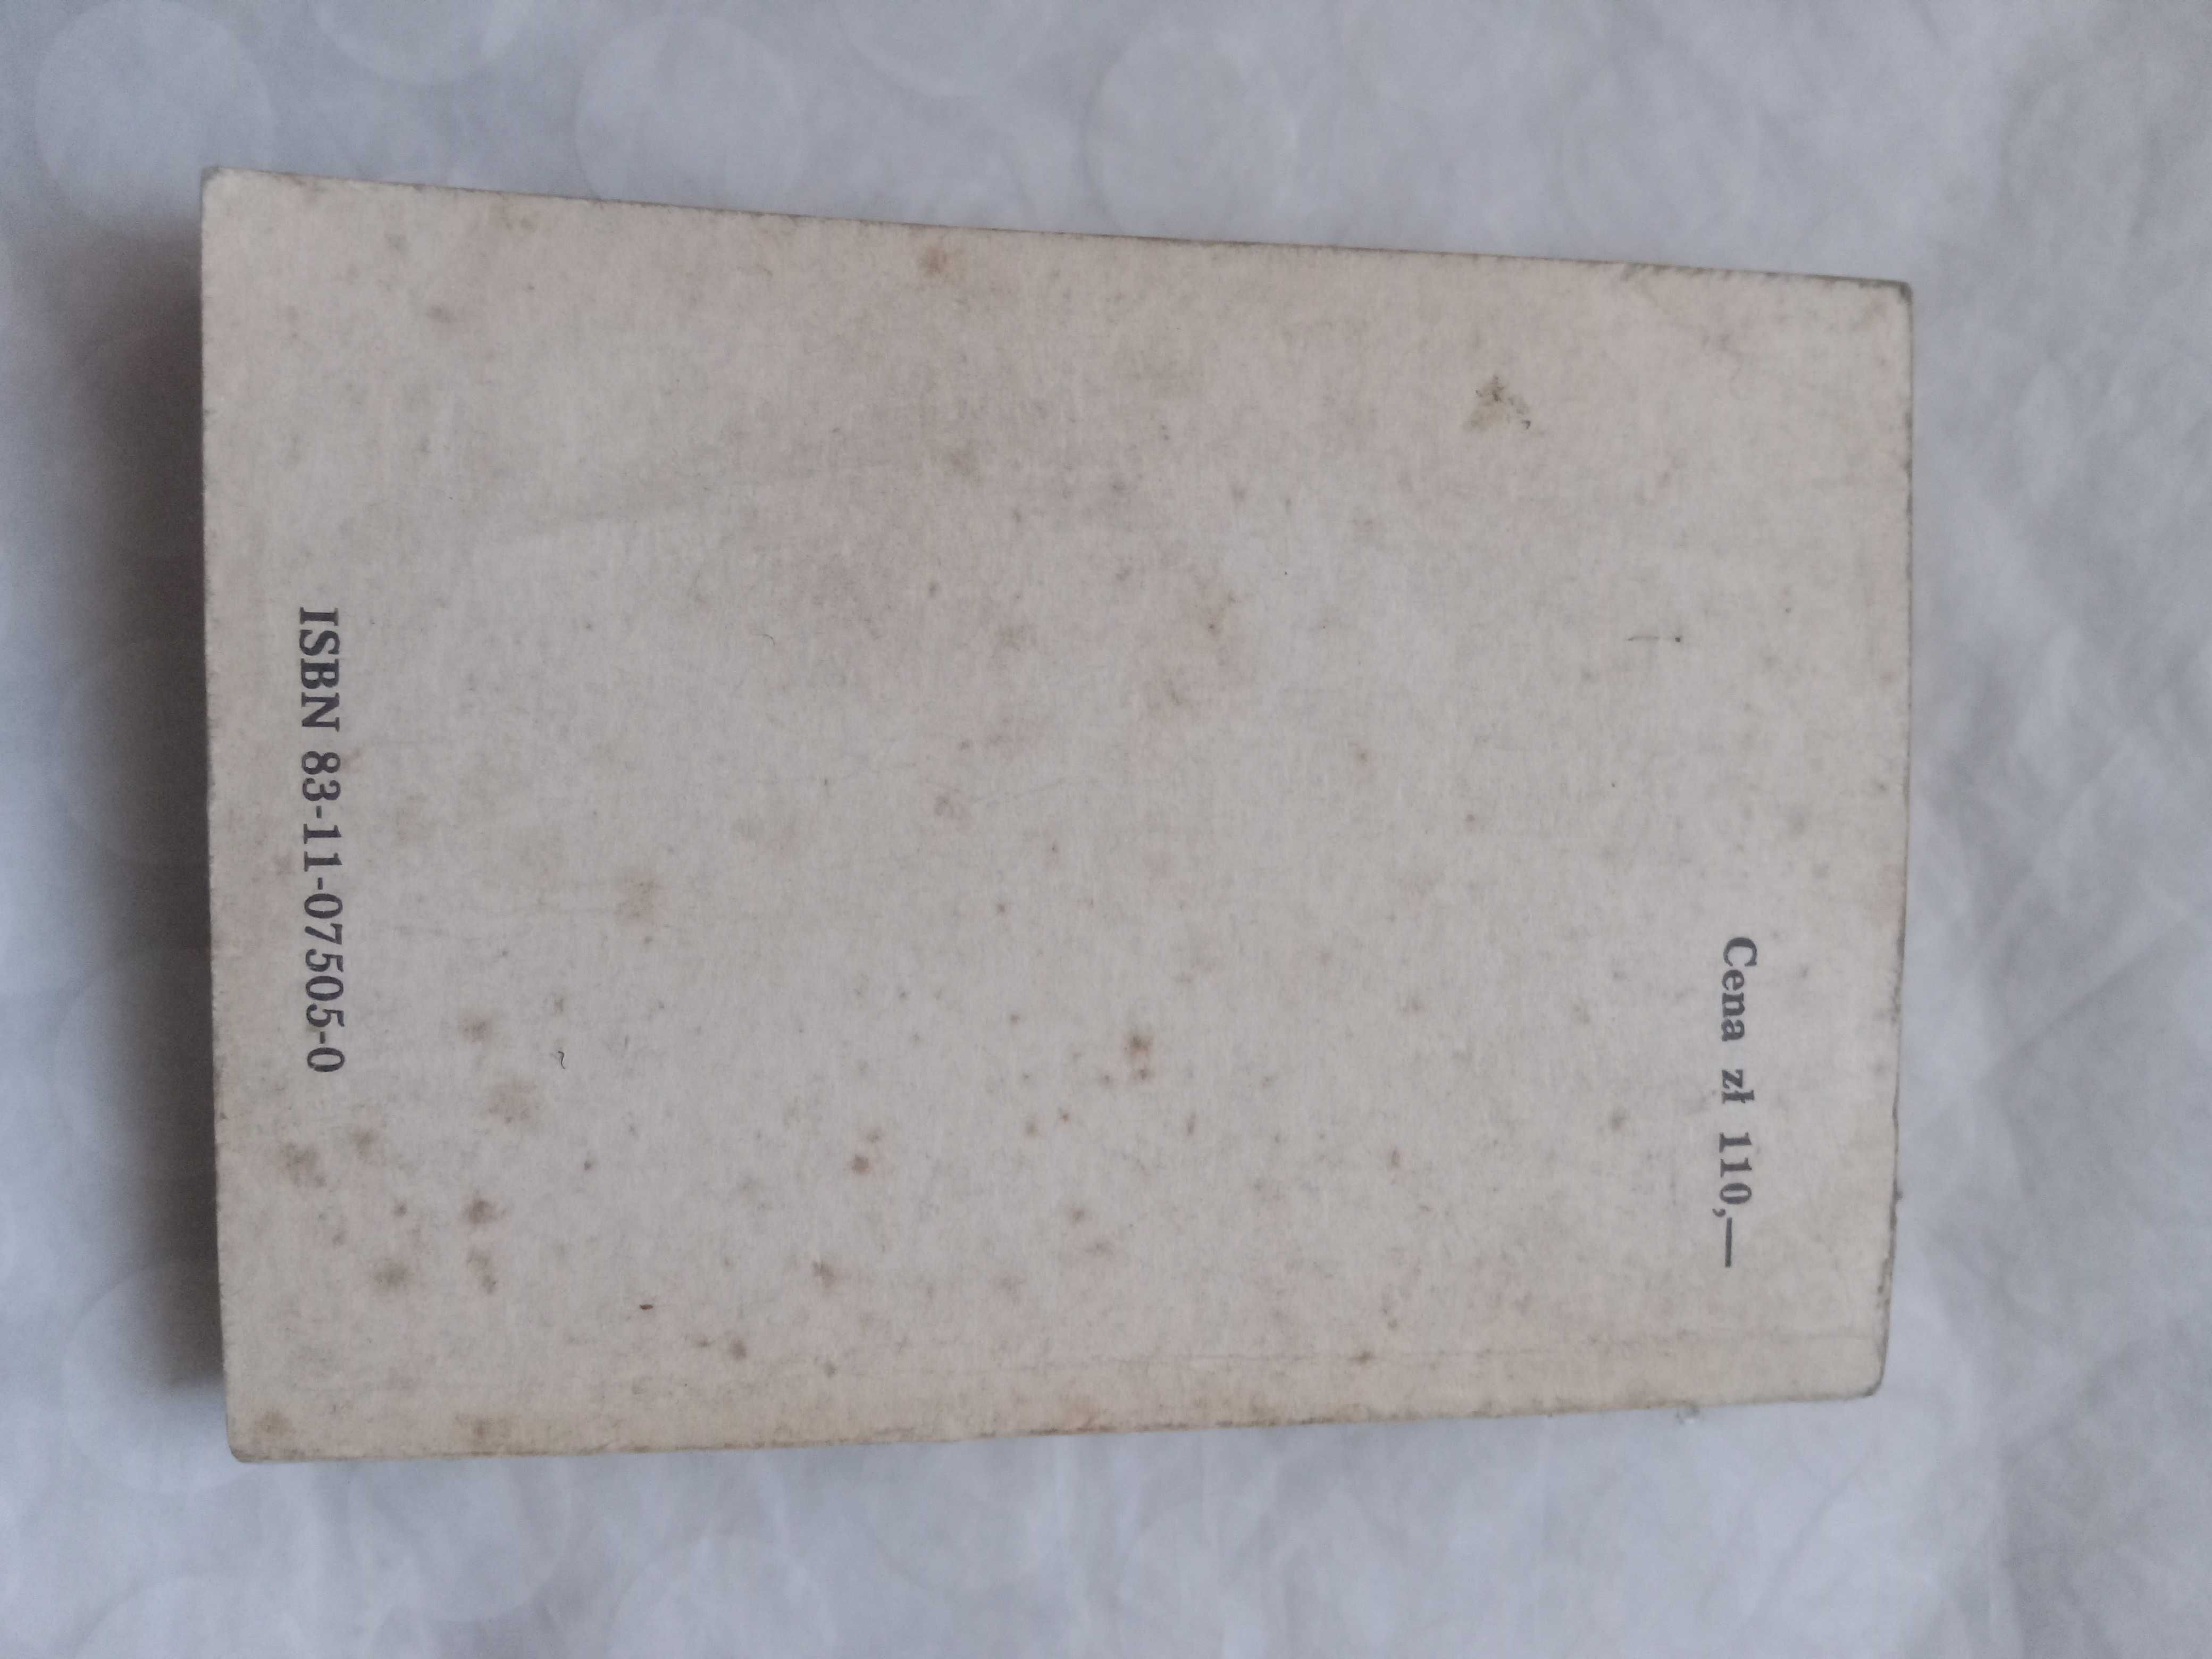 Cena zł 110,—
ISBN 83-11-07505-0